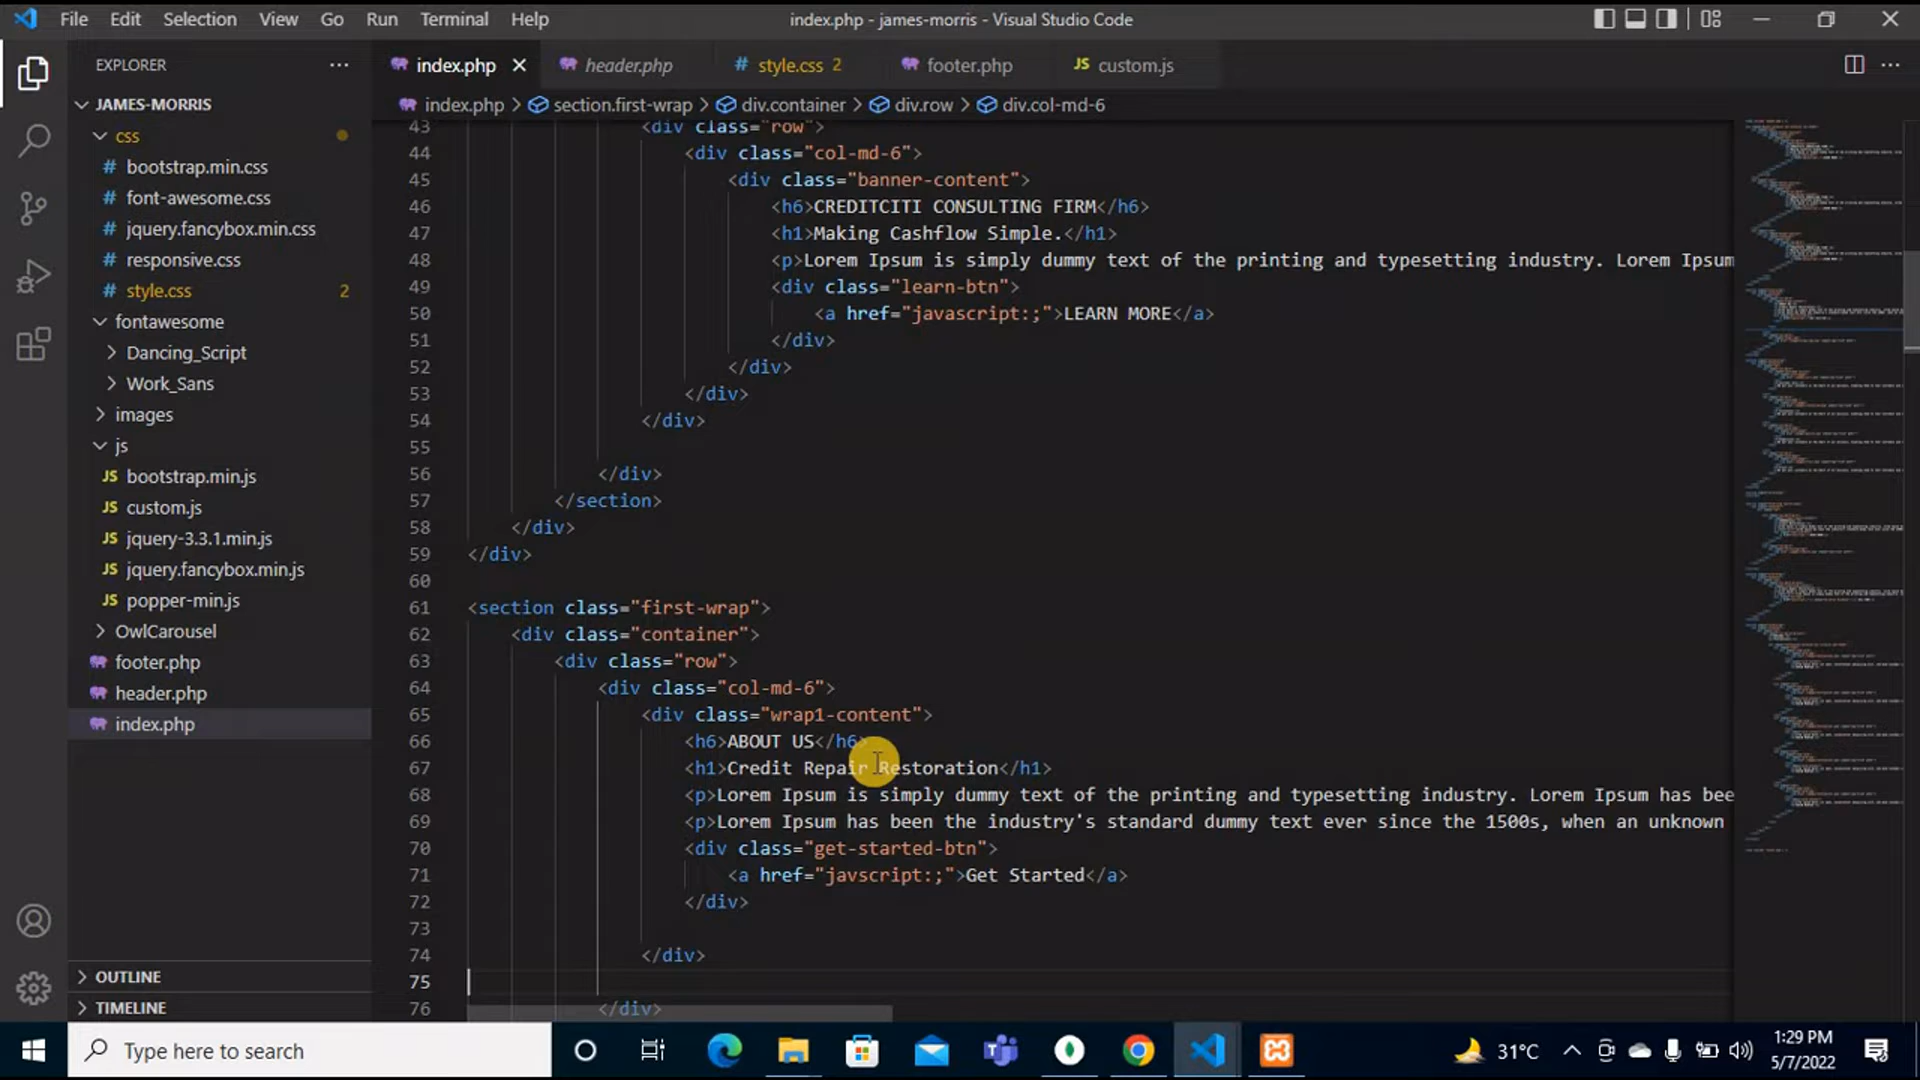 File Edit Selection View Go Run Terminal Help index.php - james-morris - Visual Studio Code
EXPLORER
index.php header.php style.css 2 footer.php custom.js
index.php > section.first-wrap > div.container > div.row > div.col-md-6
JAMES-MORRIS
css
bootstrap.min.css
font-awesome.css
jquery.fancybox.min.css
responsive.css
style.css 2
fontawesome
Dancing_Script
Work_Sans
images
js
bootstrap.min.js
custom.js
jquery-3.3.1.min.js
jquery.fancybox.min.js
popper-min.js
OwlCarousel
footer.php
header.php
index.php
OUTLINE
TIMELINE
43 <div class="row">
44 <div class="col-md-6">
45 <div class="banner-content">
46 <h6>CREDITCITI CONSULTING FIRM</h6>
47 <h1>Making Cashflow Simple.</h1>
48 <p>Lorem Ipsum is simply dummy text of the printing and typesetting industry. Lorem Ipsum
49 <div class="learn-btn">
50 <a href="javascript:;">LEARN MORE</a>
51 </div>
52 </div>
53 </div>
54 </div>
55
56 </div>
57 </section>
58 </div>
59 </div>
60
61 <section class="first-wrap">
62 <div class="container">
63 <div class="row">
64 <div class="col-md-6">
65 <div class="wrap1-content">
66 <h6>ABOUT US</h6>
67 <h1>Credit Repair Restoration</h1>
68 <p>Lorem Ipsum is simply dummy text of the printing and typesetting industry. Lorem Ipsum has bee
69 <p>Lorem Ipsum has been the industry's standard dummy text ever since the 1500s, when an unknown
70 <div class="get-started-btn">
71 <a href="javscript:;">Get Started</a>
72 </div>
73
74 </div>
75
76 </div>
Type here to search
31°C
1:29 PM
5/7/2022